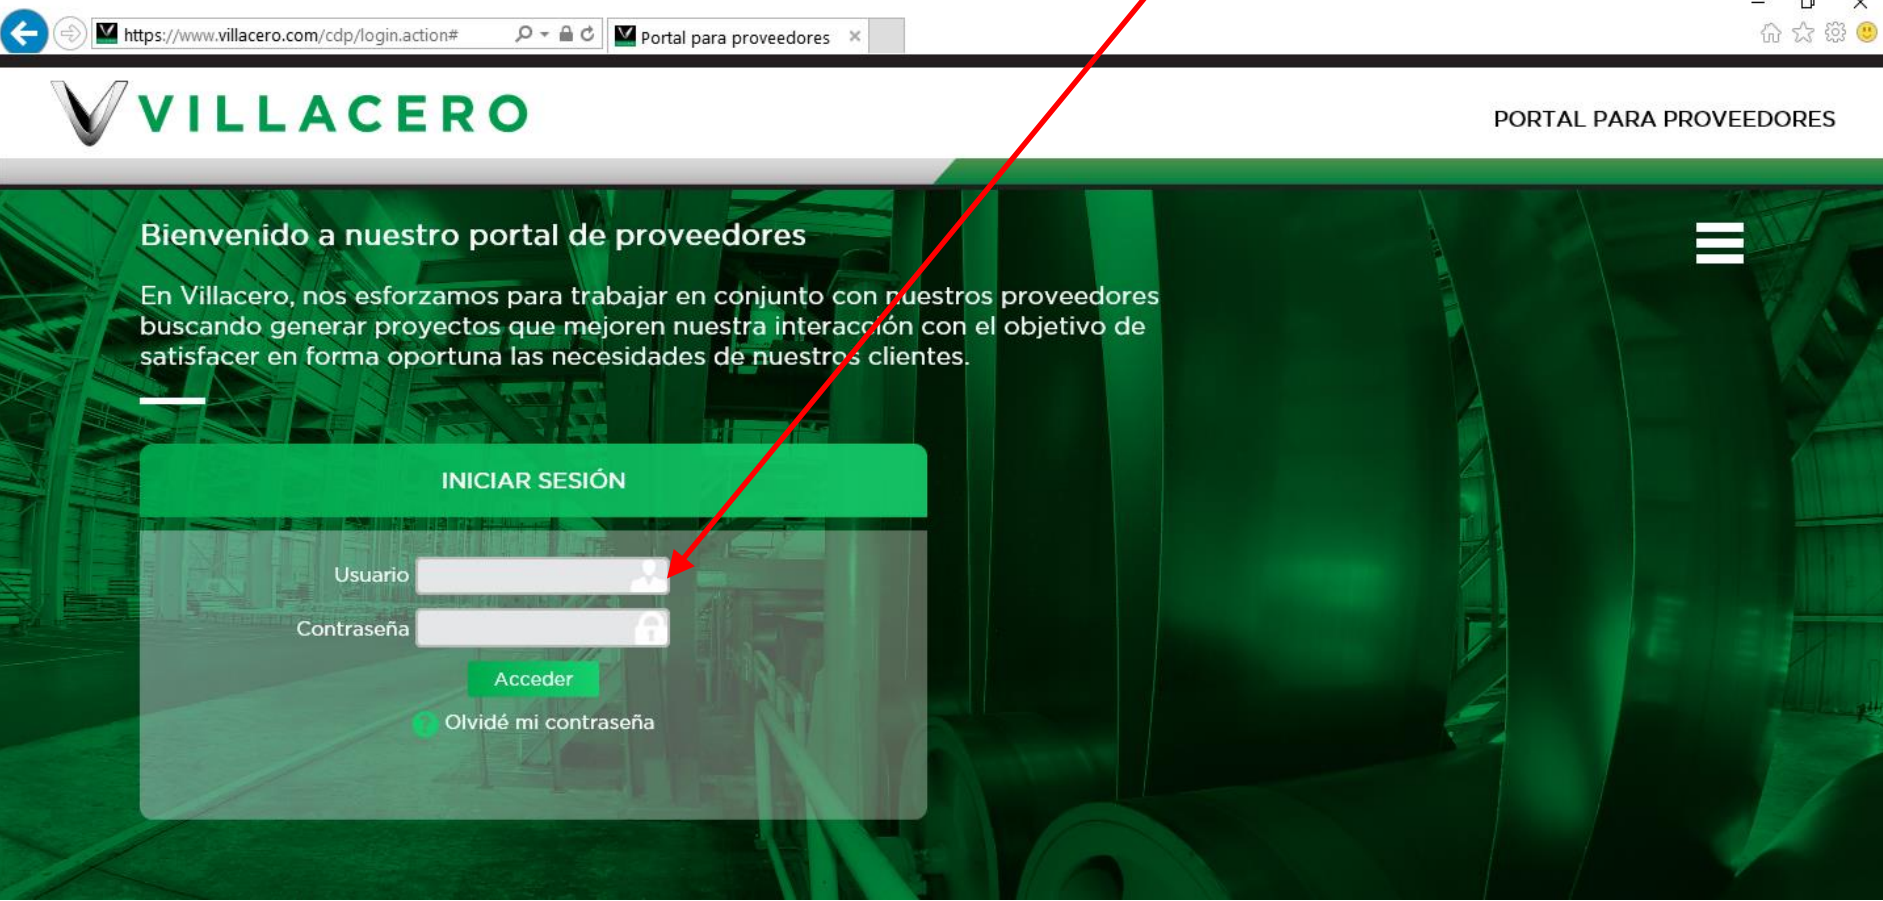 https://www.villacero.com/cdp/login.action#
Portal para proveedores
VILLACERO
PORTAL PARA PROVEEDORES
Bienvenido a nuestro portal de proveedores
En Villacero, nos esforzamos para trabajar en conjunto con nuestros proveedores
buscando generar proyectos que mejoren nuestra interacción con el objetivo de
satisfacer en forma oportuna las necesidades de nuestros clientes.
INICIAR SESIÓN
Usuario
Contraseña
Acceder
? Olvidé mi contraseña